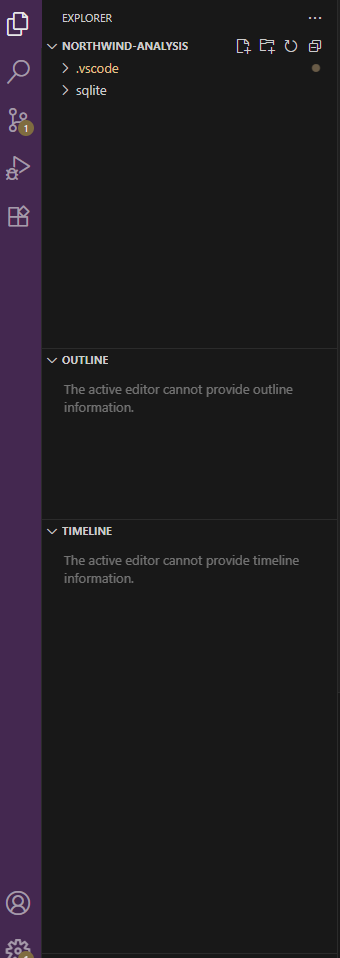 EXPLORER
NORTHWIND-ANALYSIS
.vscode
sqlite
1
OUTLINE
The active editor cannot provide outline
information.
TIMELINE
The active editor cannot provide timeline
information.